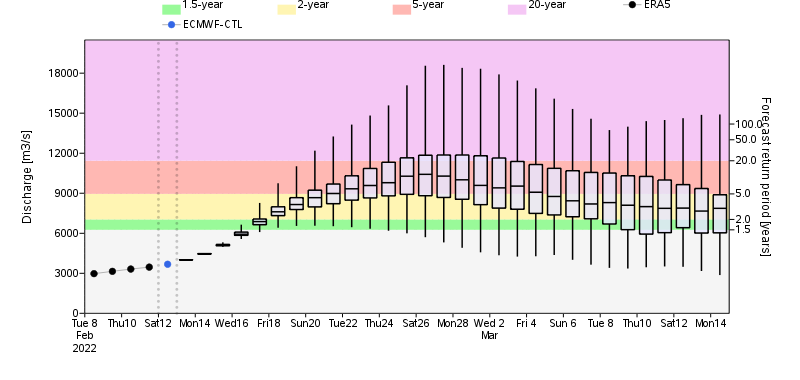 1.5-year 2-year 5-year 20-year ERA5
ECMWF-CTL
Discharge [m3/s]
18000
15000
12000
9000
6000
3000
0
Forecast return period [years]
100.0
50.0
20.0
5.0
2.0
1.5
Tue 8 Thu10 Sat12 Mon14 Wed16 Fri18 Sun20 Tue22 Thu24 Sat26 Mon28 Wed 2 Fri 4 Sun 6 Tue 8 Thu10 Sat12 Mon14
Feb Mar
2022